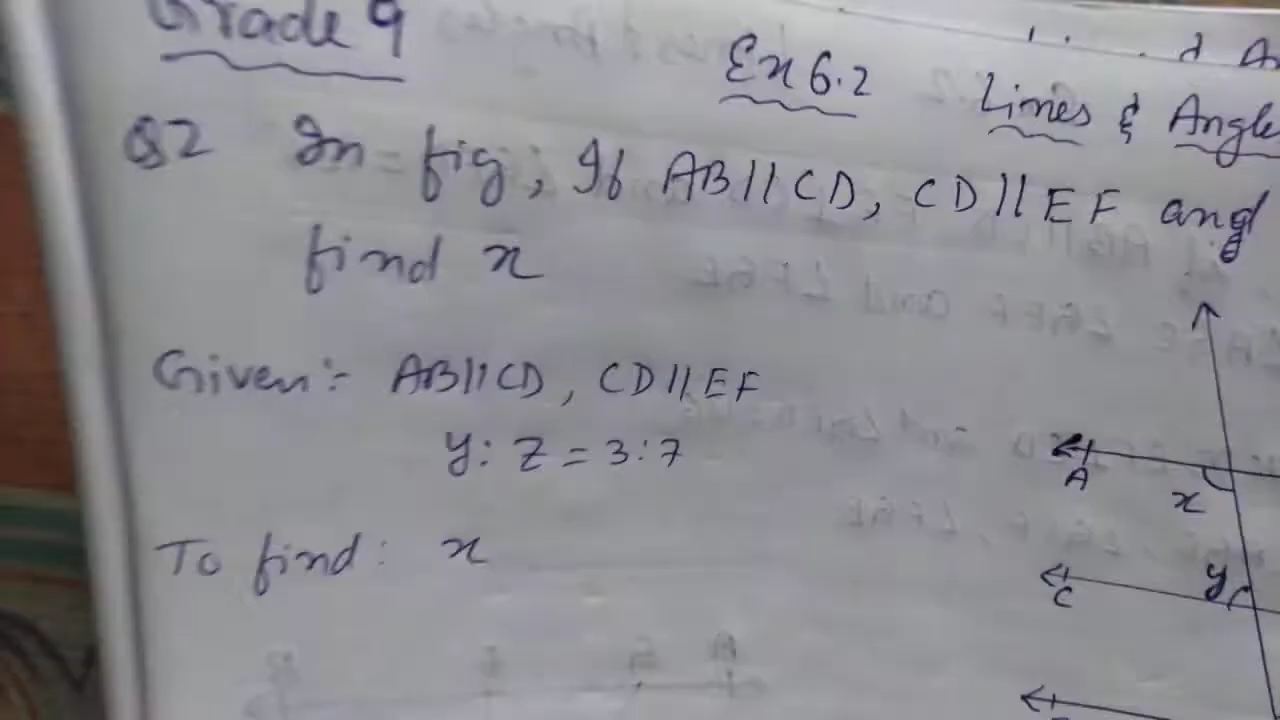 Grade 9
Ex 6.2 Lines & Angle
Q2 In fig, If AB||CD, CD||EF and
find x
Given:- AB||CD, CD||EF
y: z = 3:7
To find: x
A
x
y
C